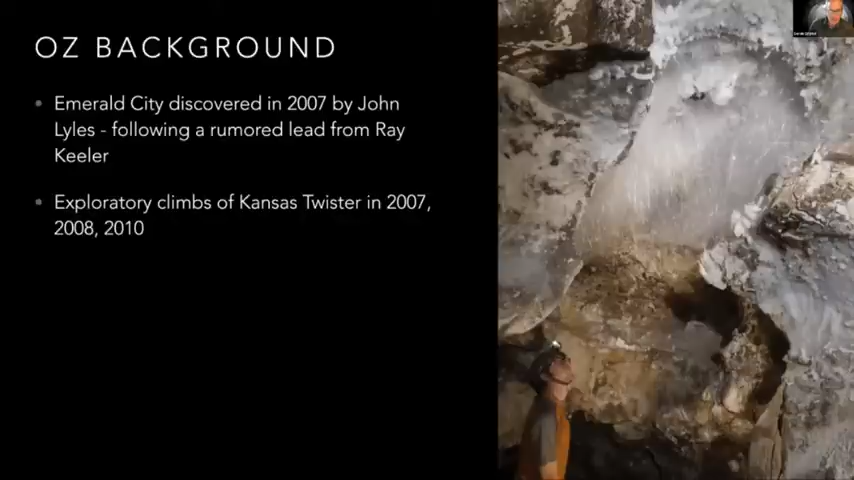 OZ BACKGROUND
Emerald City discovered in 2007 by John
Lyles - following a rumored lead from Ray
Keeler
Exploratory climbs of Kansas Twister in 2007,
2008, 2010